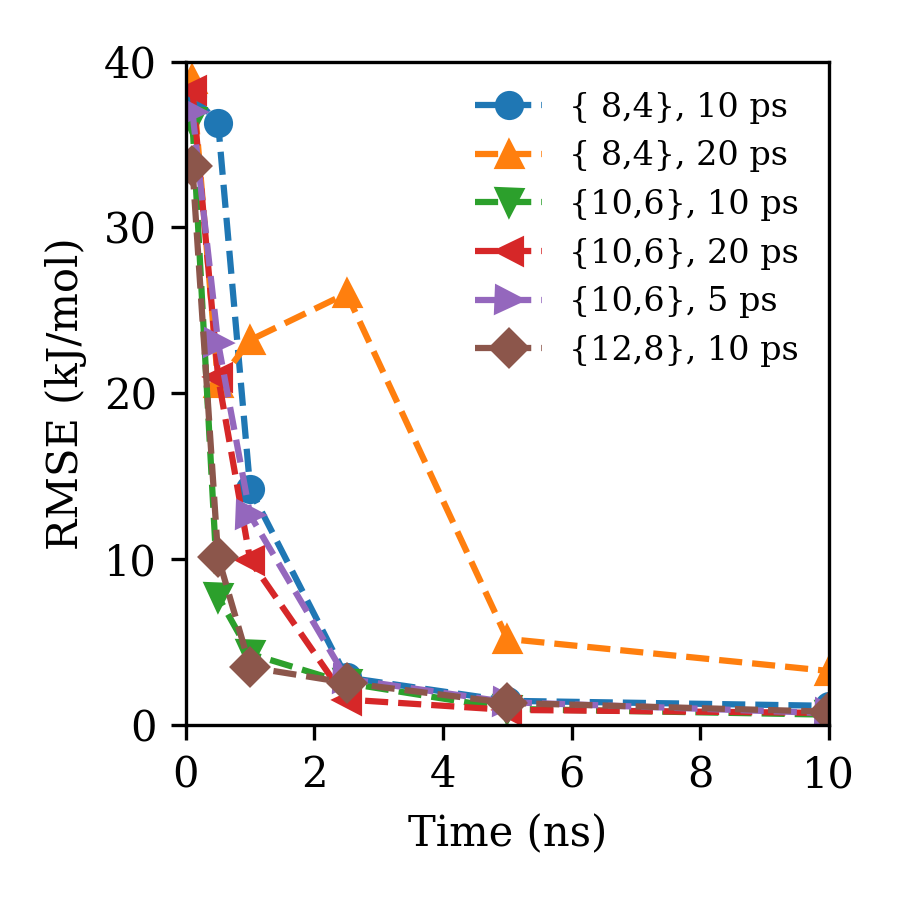 40
30
20
10
0
RMSE (kJ/mol)
{ 8,4}, 10 ps
{ 8,4}, 20 ps
{10,6}, 10 ps
{10,6}, 20 ps
{10,6}, 5 ps
{12,8}, 10 ps
0 2 4 6 8 10
Time (ns)